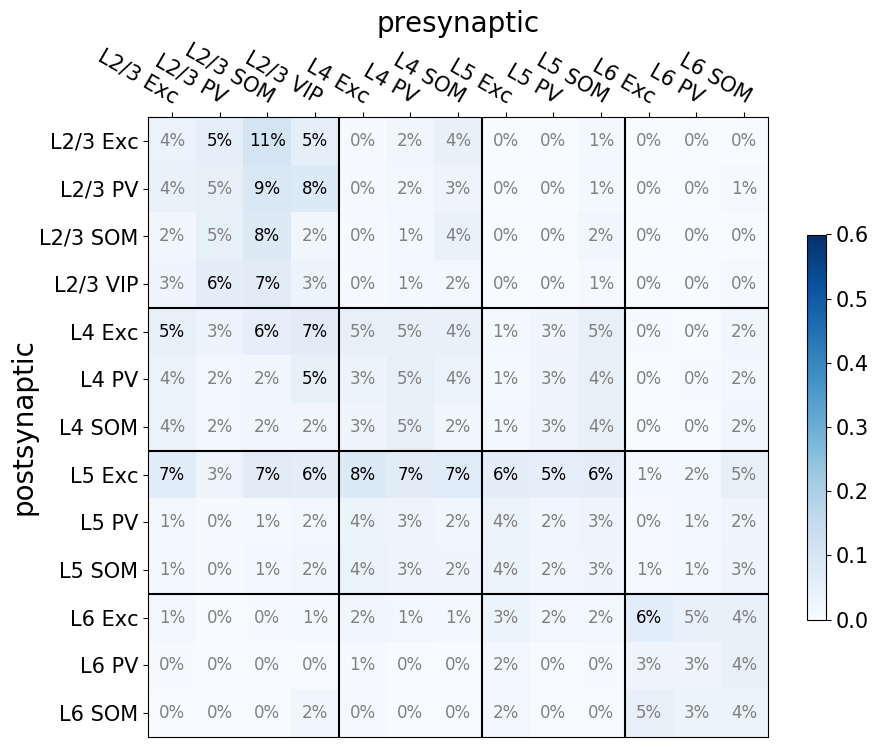 presynaptic
L2/3 Exc L2/3 PV L2/3 SOM L2/3 VIP L4 Exc L4 PV L4 SOM L5 Exc L5 PV L5 SOM L6 Exc L6 PV L6 SOM
postsynaptic
L2/3 Exc 4% 5% 11% 5% 0% 2% 4% 0% 0% 1% 0% 0% 0%
L2/3 PV 4% 5% 9% 8% 0% 2% 3% 0% 0% 1% 0% 0% 1%
L2/3 SOM 2% 5% 8% 2% 0% 1% 4% 0% 0% 2% 0% 0% 0%
L2/3 VIP 3% 6% 7% 3% 0% 1% 2% 0% 0% 1% 0% 0% 0%
L4 Exc 5% 3% 6% 7% 5% 5% 4% 1% 3% 5% 0% 0% 2%
L4 PV 4% 2% 2% 5% 3% 5% 4% 1% 3% 4% 0% 0% 2%
L4 SOM 4% 2% 2% 2% 3% 5% 2% 1% 3% 4% 0% 0% 2%
L5 Exc 7% 3% 7% 6% 8% 7% 7% 6% 5% 6% 1% 2% 5%
L5 PV 1% 0% 1% 2% 4% 3% 2% 4% 2% 3% 0% 1% 2%
L5 SOM 1% 0% 1% 2% 4% 3% 2% 4% 2% 3% 1% 1% 3%
L6 Exc 1% 0% 0% 1% 2% 1% 1% 3% 2% 2% 6% 5% 4%
L6 PV 0% 0% 0% 0% 1% 0% 0% 2% 0% 0% 3% 3% 4%
L6 SOM 0% 0% 0% 2% 0% 0% 0% 2% 0% 0% 5% 3% 4%
0.6
0.5
0.4
0.3
0.2
0.1
0.0